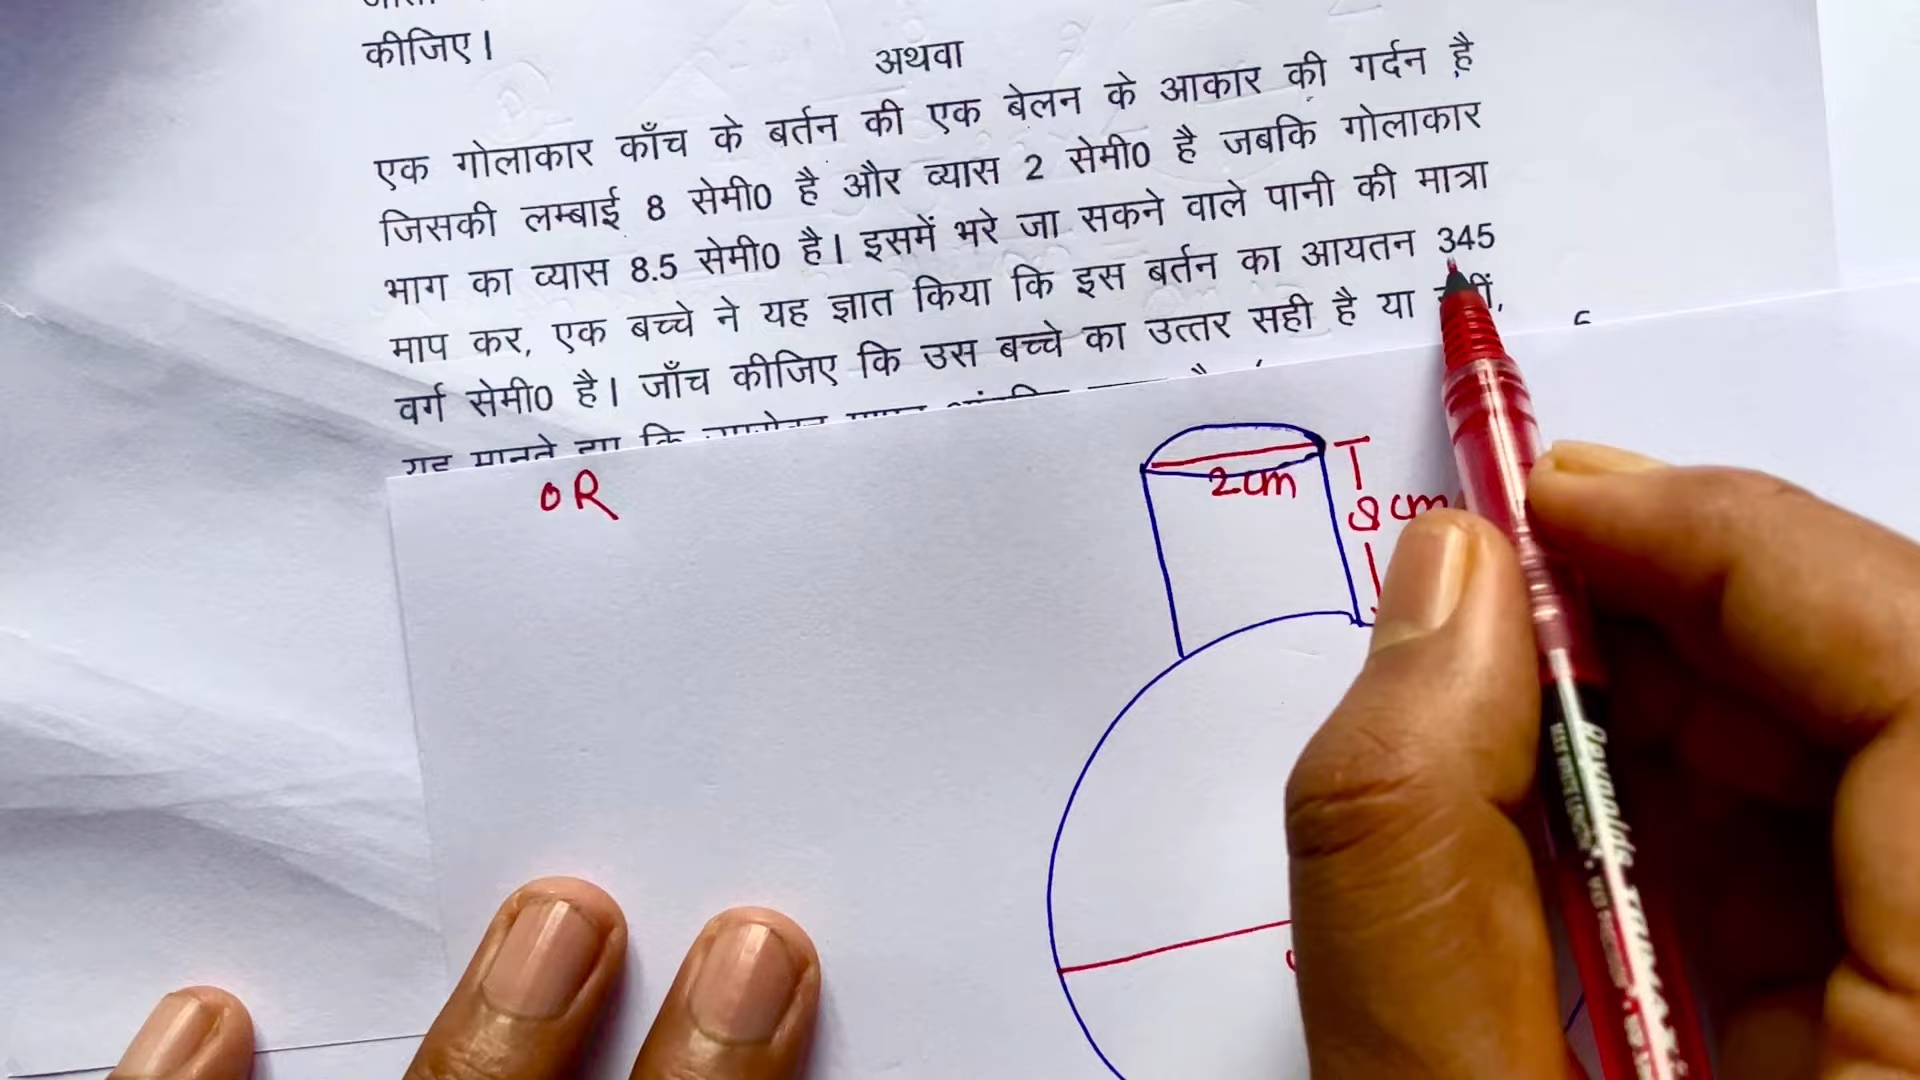 कीजिए।
अथवा
एक गोलाकार काँच के बर्तन की एक बेलन के आकार की गर्दन है
जिसकी लम्बाई 8 सेमी0 है और व्यास 2 सेमी0 है जबकि गोलाकार
भाग का व्यास 8.5 सेमी0 है। इसमें भरे जा सकने वाले पानी की मात्रा
माप कर, एक बच्चे ने यह ज्ञात किया कि इस बर्तन का आयतन 345
वर्ग सेमी0 है। जाँच कीजिए कि उस बच्चे का उत्तर सही है या
OR
2cm
8cm